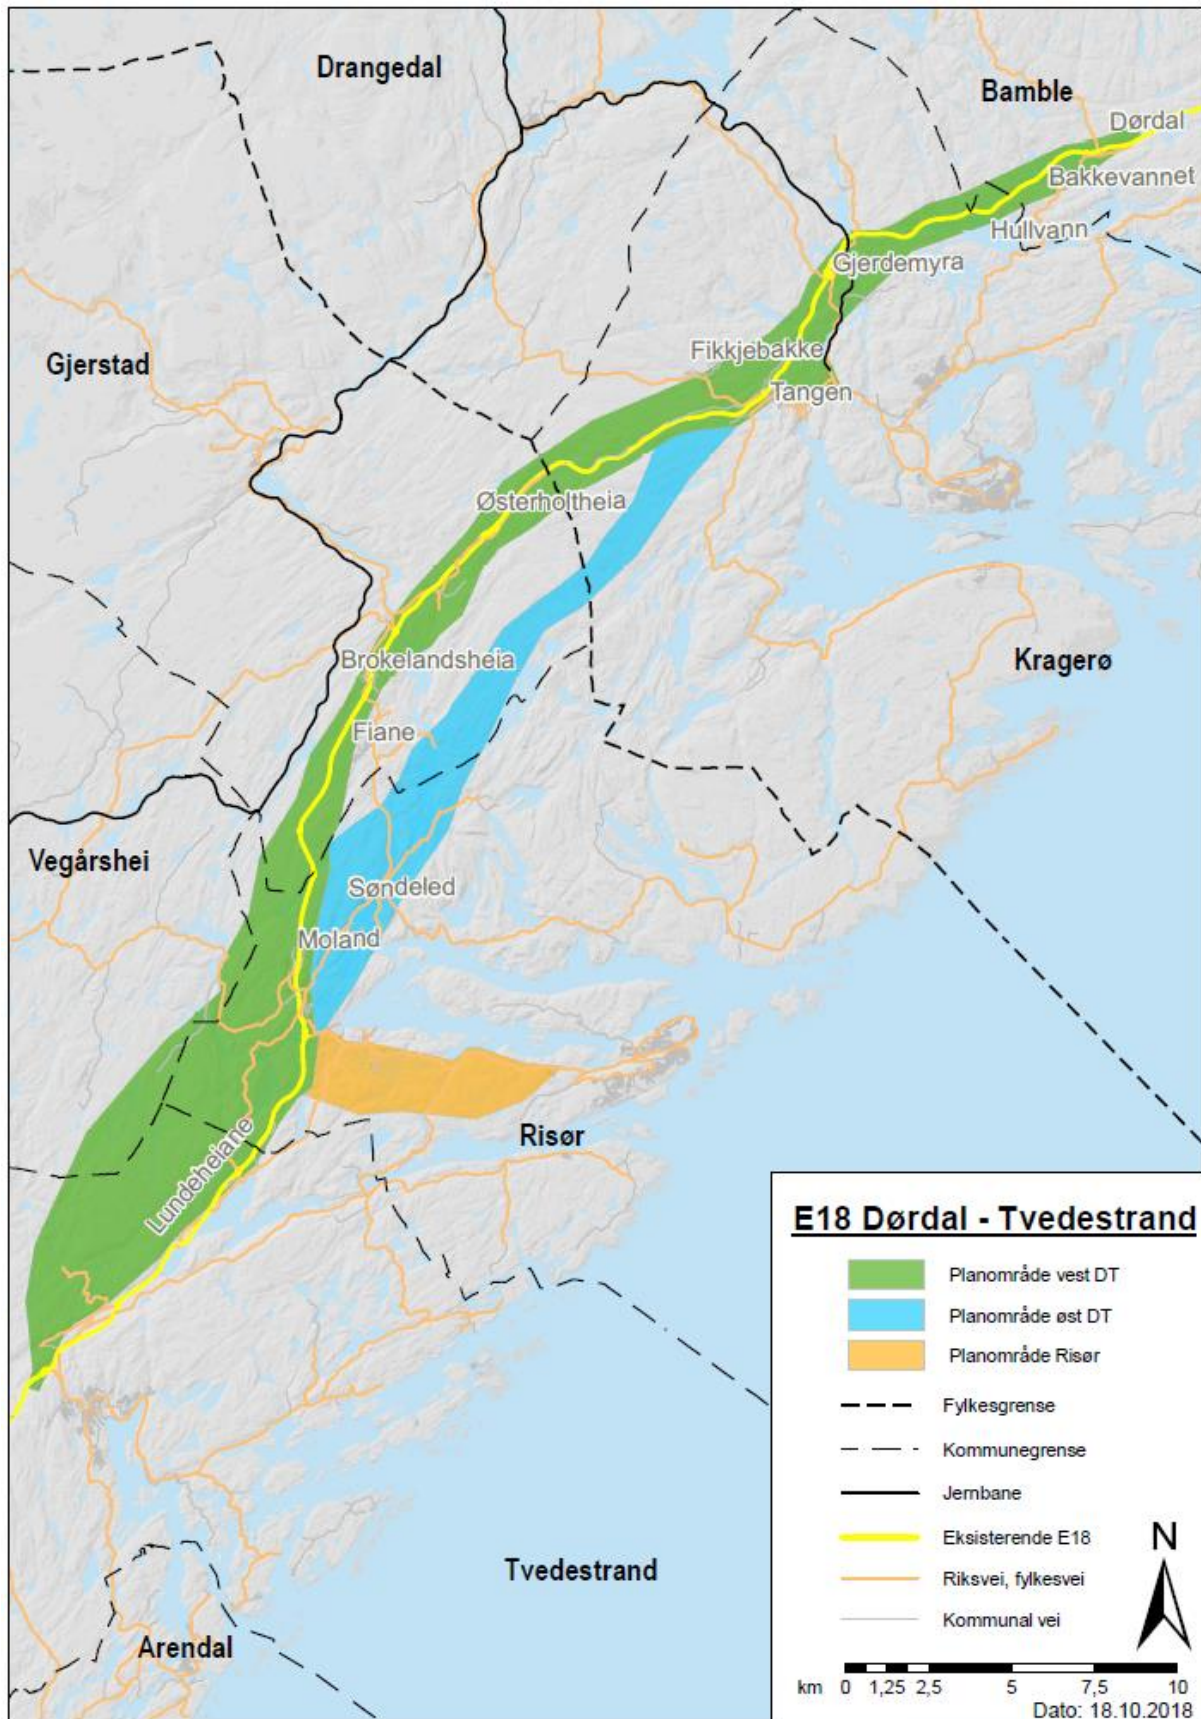 Drangedal
Bamble
Dørdal
Bakkevannet
Hullvann
Gjerdemyra
Fikkjebakke
Gjerstad
Tangen
Østerholtheia
Brokelandsheia
Kragerø
Fiane
Vegårshei
Søndeled
Moland
Risør
Lundeheiane
Tvedestrand
Arendal
E18 Dørdal - Tvedestrand
Planområde vest DT
Planområde øst DT
Planområde Risør
Fylkesgrense
Kommunegrense
Jernbane
Eksisterende E18
Riksvei, fylkesvei
Kommunal vei
N
km 0 1,25 2,5 5 7,5 10
Dato: 18.10.2018